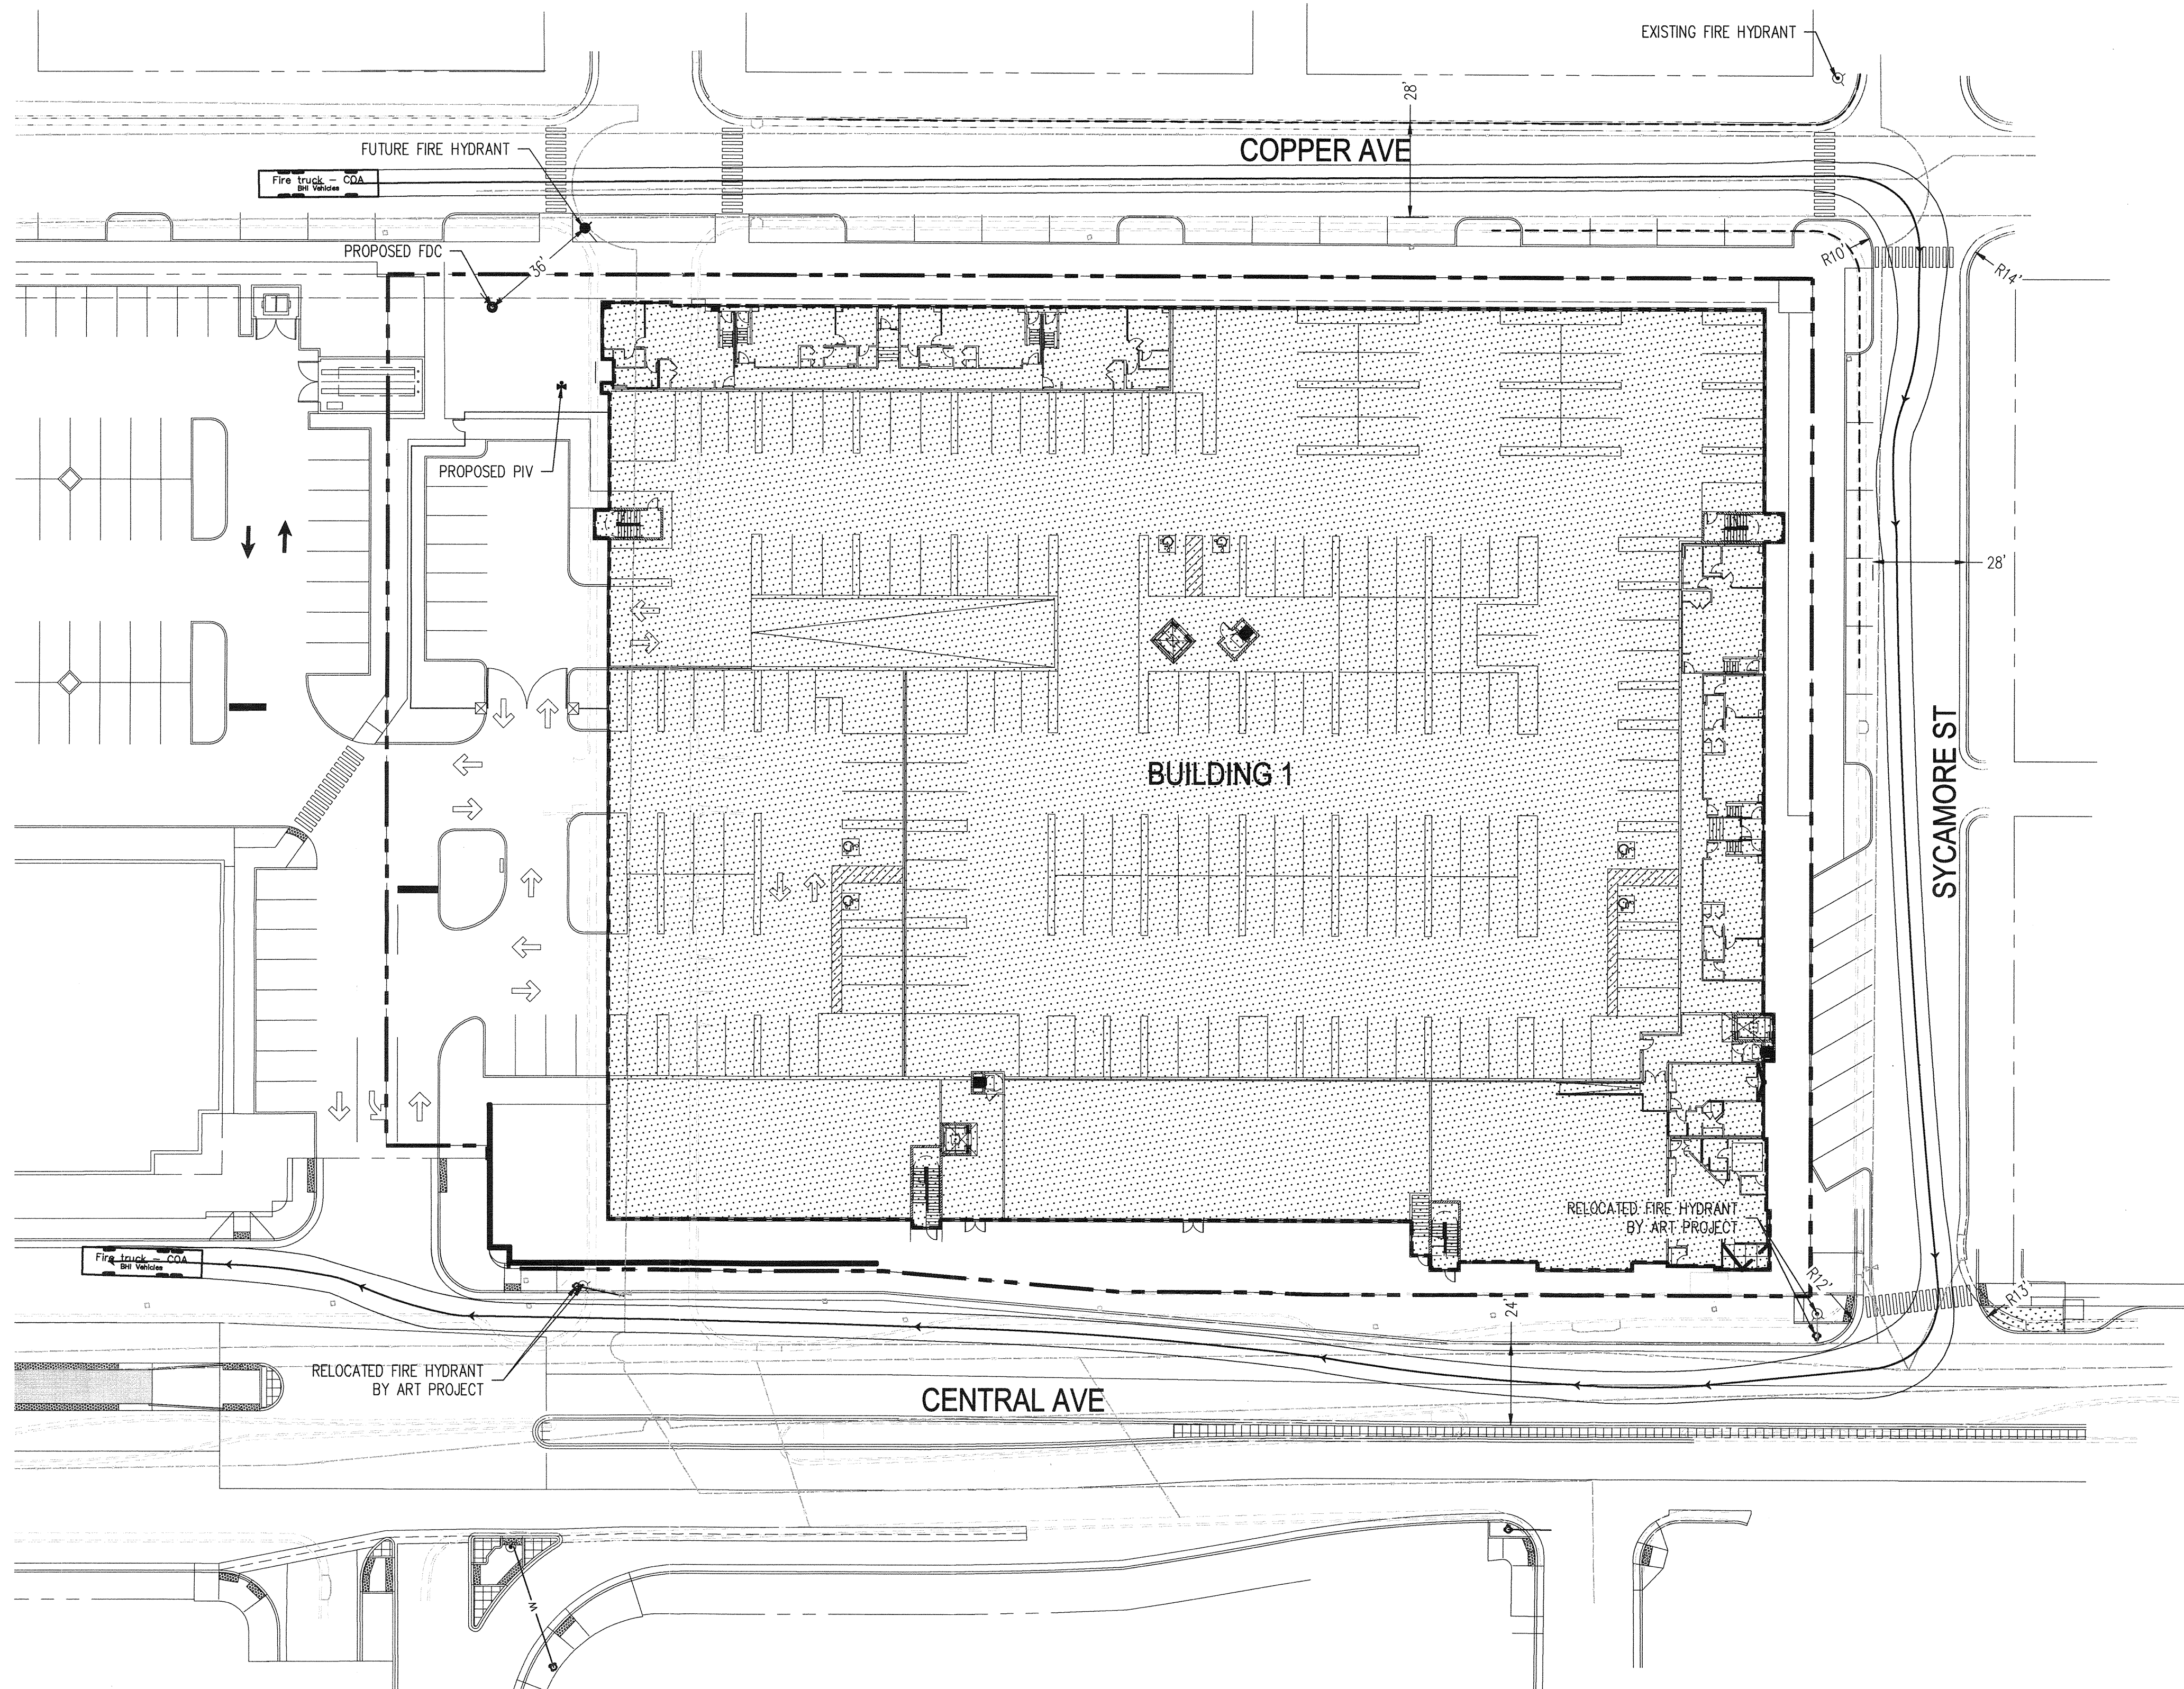 EXISTING FIRE HYDRANT
28'
COPPER AVE
FUTURE FIRE HYDRANT
Fire truck - COA
BHI Vehicles
PROPOSED FDC
36'
R10'
R14'
PROPOSED PIV
28'
SYCAMORE ST
BUILDING 1
RELOCATED FIRE HYDRANT
BY ART PROJECT
Fire truck - COA
BHI Vehicles
R12'
R13'
24'
RELOCATED FIRE HYDRANT
BY ART PROJECT
CENTRAL AVE
W